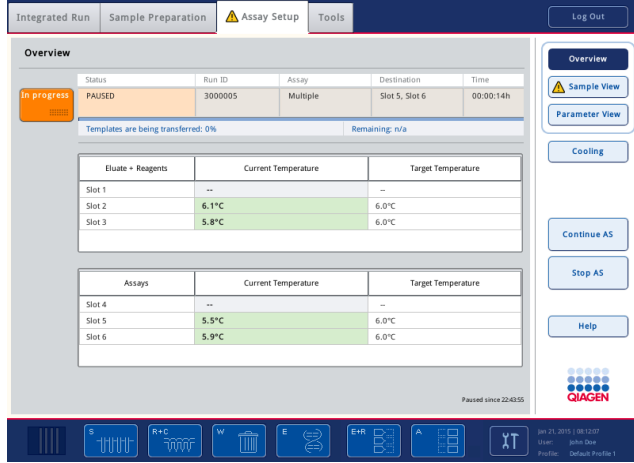 Integrated Run Sample Preparation Assay Setup Tools Log Out
Overview
Status Run ID Assay Destination Time
In progress PAUSED 3000005 Multiple Slot 5, Slot 6 00:00:14h
Templates are being transferred: 0% Remaining: n/a
Eluate + Reagents Current Temperature Target Temperature
Slot 1 -- --
Slot 2 6.1°C 6.0°C
Slot 3 5.8°C 6.0°C
Assays Current Temperature Target Temperature
Slot 4 -- --
Slot 5 5.5°C 6.0°C
Slot 6 5.9°C 6.0°C
Paused since 22:43:55
Overview
Sample View
Parameter View
Cooling
Continue AS
Stop AS
Help
QIAGEN
S R+C W E E+R A
Jan 21, 2015 | 08:12:07
User: John Doe
Profile: Default Profile 1